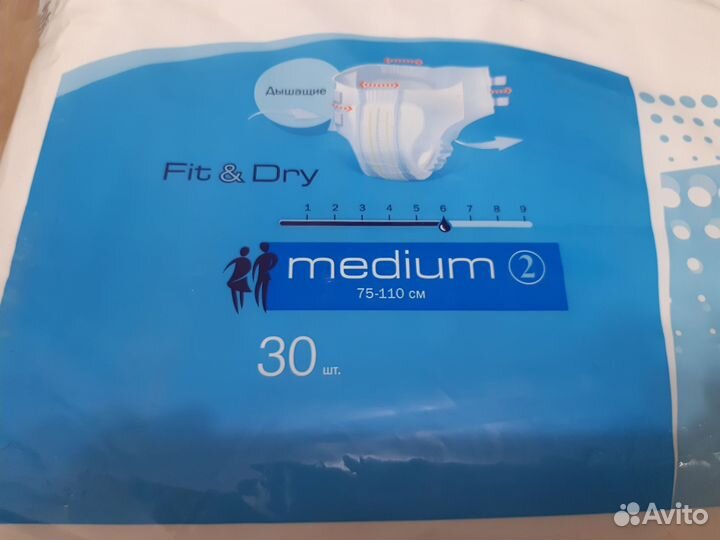 Дышащие
Fit & Dry
1 2 3 4 5 6 7 8 9
medium 2
75-110 см
30 шт.
Avito